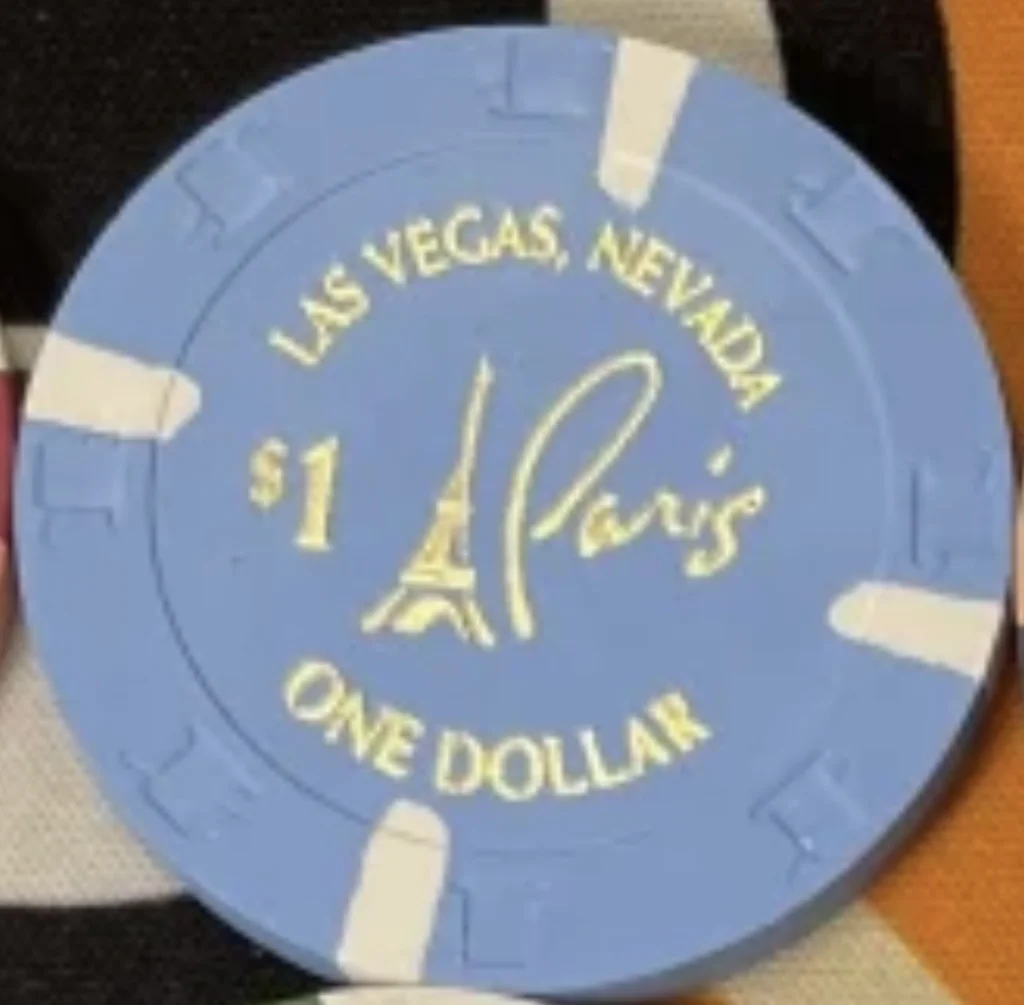 LAS VEGAS, NEVADA
$1
Paris
ONE DOLLAR